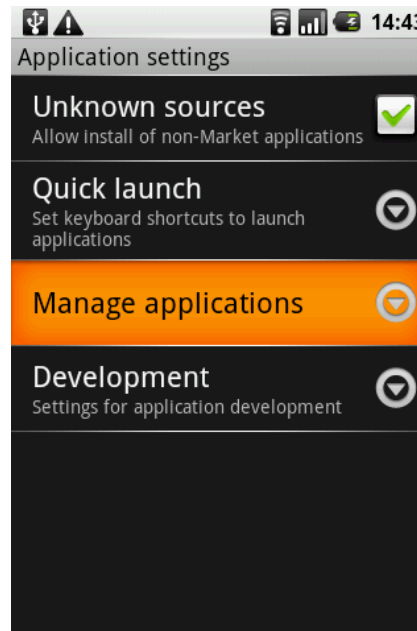 14:43
Application settings
Unknown sources
Allow install of non-Market applications
Quick launch
Set keyboard shortcuts to launch
applications
Manage applications
Development
Settings for application development